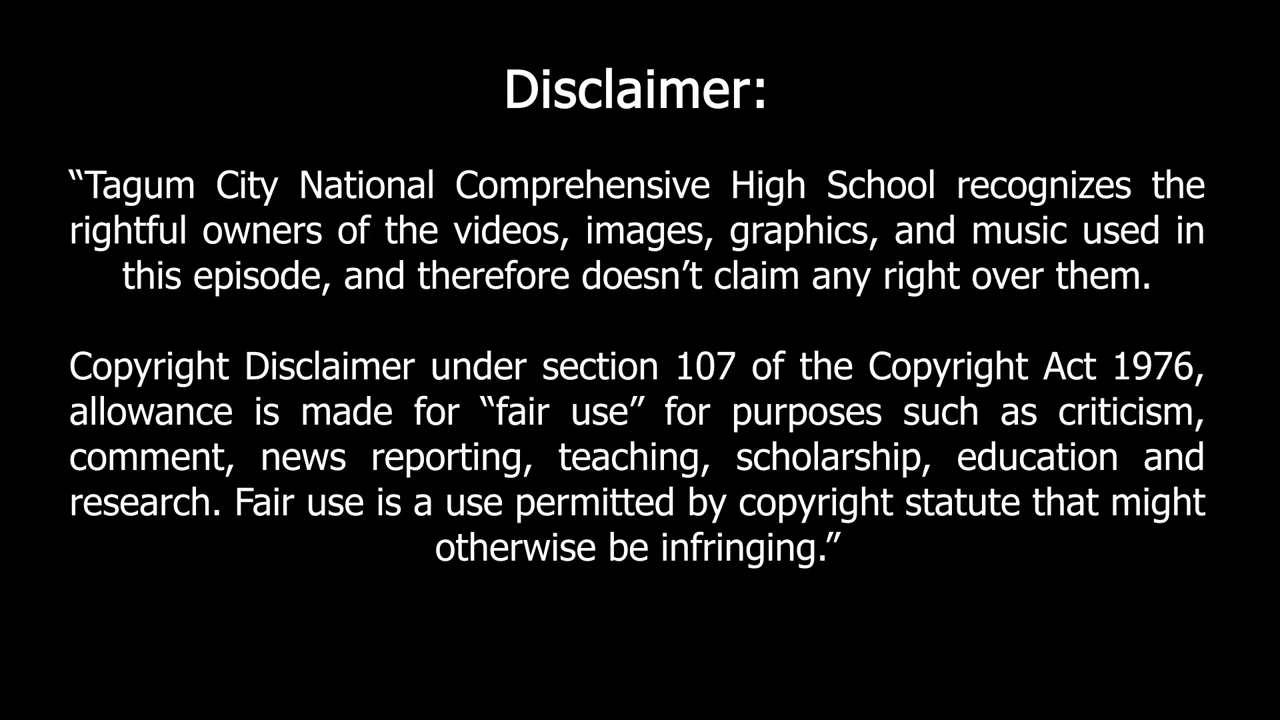 Disclaimer:
“Tagum City National Comprehensive High School recognizes the
rightful owners of the videos, images, graphics, and music used in
this episode, and therefore doesn’t claim any right over them.
Copyright Disclaimer under section 107 of the Copyright Act 1976,
allowance is made for “fair use” for purposes such as criticism,
comment, news reporting, teaching, scholarship, education and
research. Fair use is a use permitted by copyright statute that might
otherwise be infringing.”